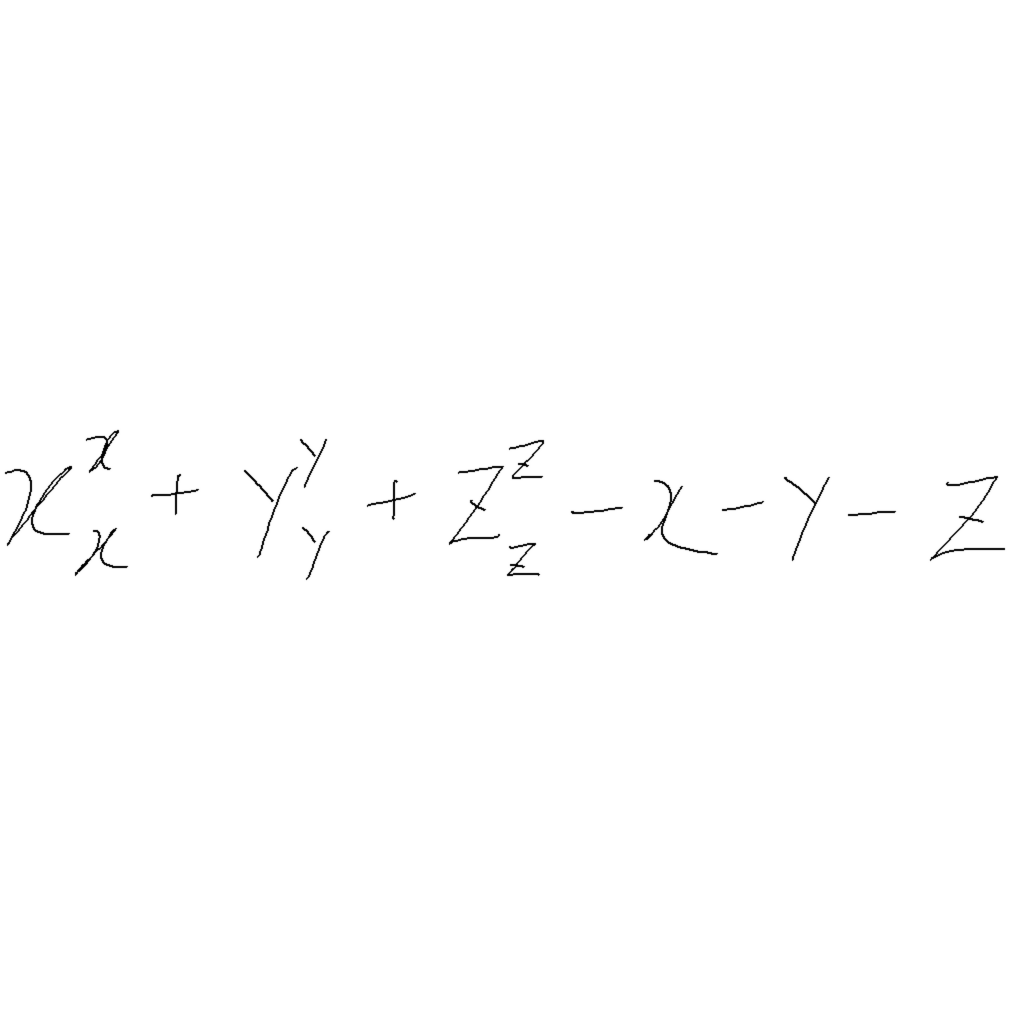 $x_x^x + y_y^y + z_z^z - x - y - z$